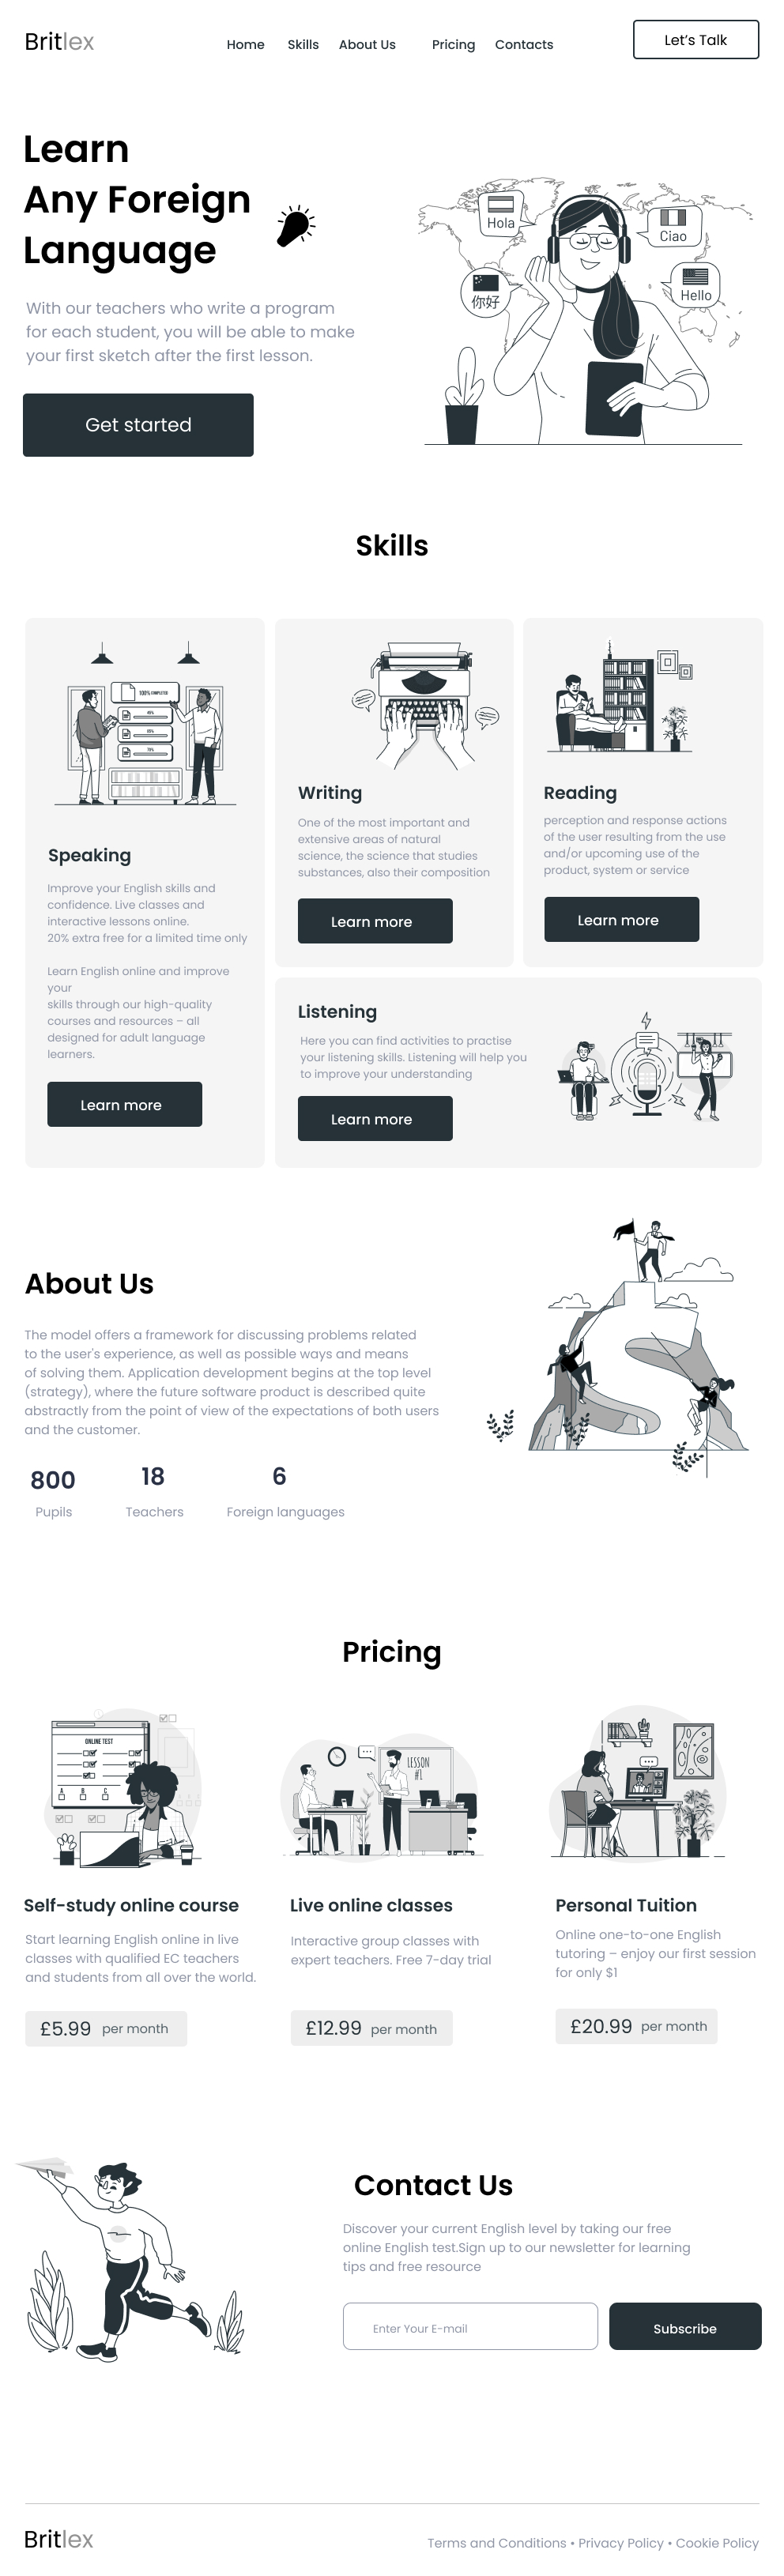 Britlex
Home Skills About Us Pricing Contacts
Let's Talk
Learn
Any Foreign
Language
With our teachers who write a program
for each student, you will be able to make
your first sketch after the first lesson.
Get started
Hola
Ciao
你好
Hello
Skills
100% COMPLETED
Speaking
Improve your English skills and
confidence. Live classes and
interactive lessons online.
20% extra free for a limited time only
Learn English online and improve
your
skills through our high-quality
courses and resources – all
designed for adult language
learners.
Learn more
Writing
One of the most important and
extensive areas of natural
science, the science that studies
substances, also their composition
Learn more
Reading
perception and response actions
of the user resulting from the use
and/or upcoming use of the
product, system or service
Learn more
Listening
Here you can find activities to practise
your listening skills. Listening will help you
to improve your understanding
Learn more
About Us
The model offers a framework for discussing problems related
to the user's experience, as well as possible ways and means
of solving them. Application development begins at the top level
(strategy), where the future software product is described quite
abstractly from the point of view of the expectations of both users
and the customer.
800 18 6
Pupils Teachers Foreign languages
Pricing
ONLINE TEST
A B C
LESSON
#1
Self-study online course
Start learning English online in live
classes with qualified EC teachers
and students from all over the world.
£5.99 per month
Live online classes
Interactive group classes with
expert teachers. Free 7-day trial
£12.99 per month
Personal Tuition
Online one-to-one English
tutoring – enjoy our first session
for only $1
£20.99 per month
Contact Us
Discover your current English level by taking our free
online English test.Sign up to our newsletter for learning
tips and free resource
Enter Your E-mail
Subscribe
Britlex
Terms and Conditions • Privacy Policy • Cookie Policy